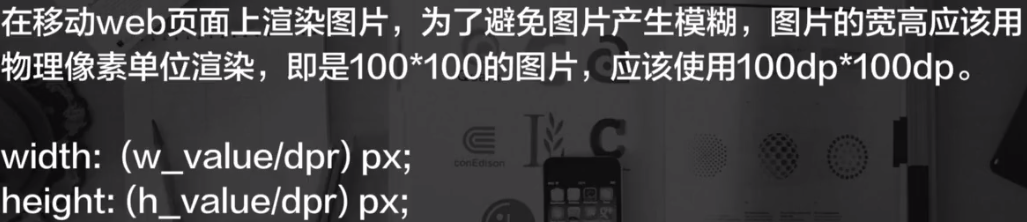 在移动web页面上渲染图片，为了避免图片产生模糊，图片的宽高应该用
物理像素单位渲染，即是100*100的图片，应该使用100dp*100dp。
width: (w_value/dpr) px;
height: (h_value/dpr) px;
conEdison